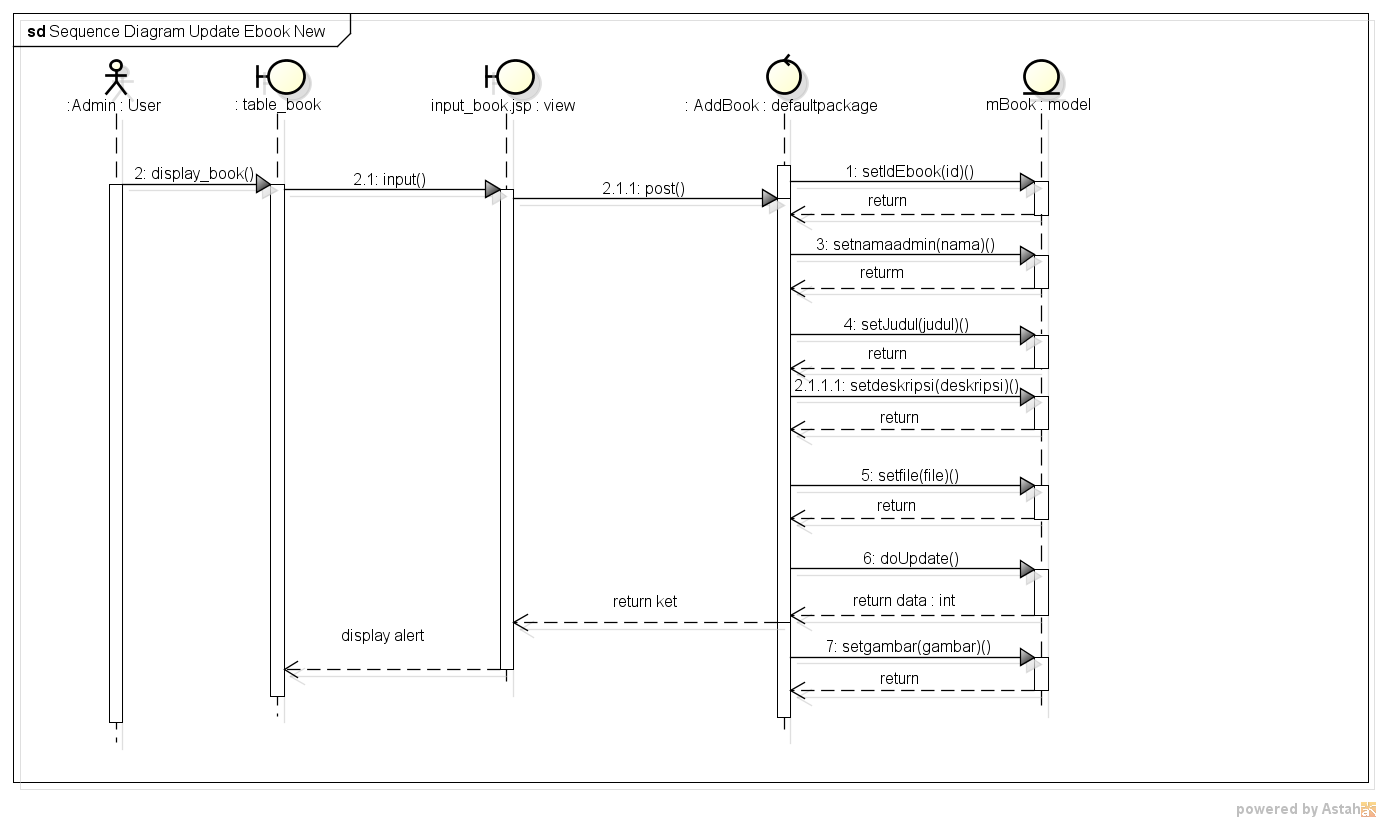 sd Sequence Diagram Update Ebook New
:Admin : User
: table_book
input_book.jsp : view
: AddBook : defaultpackage
mBook : model
1: setIdEbook(id)()
2: display_book()
2.1: input()
2.1.1: post()
return
3: setnamaadmin(nama)()
returm
4: setJudul(judul)()
return
2.1.1.1: setdeskripsi(deskripsi)()
return
5: setfile(file)()
return
6: doUpdate()
return data : int
return ket
display alert
7: setgambar(gambar)()
return
powered by Astah